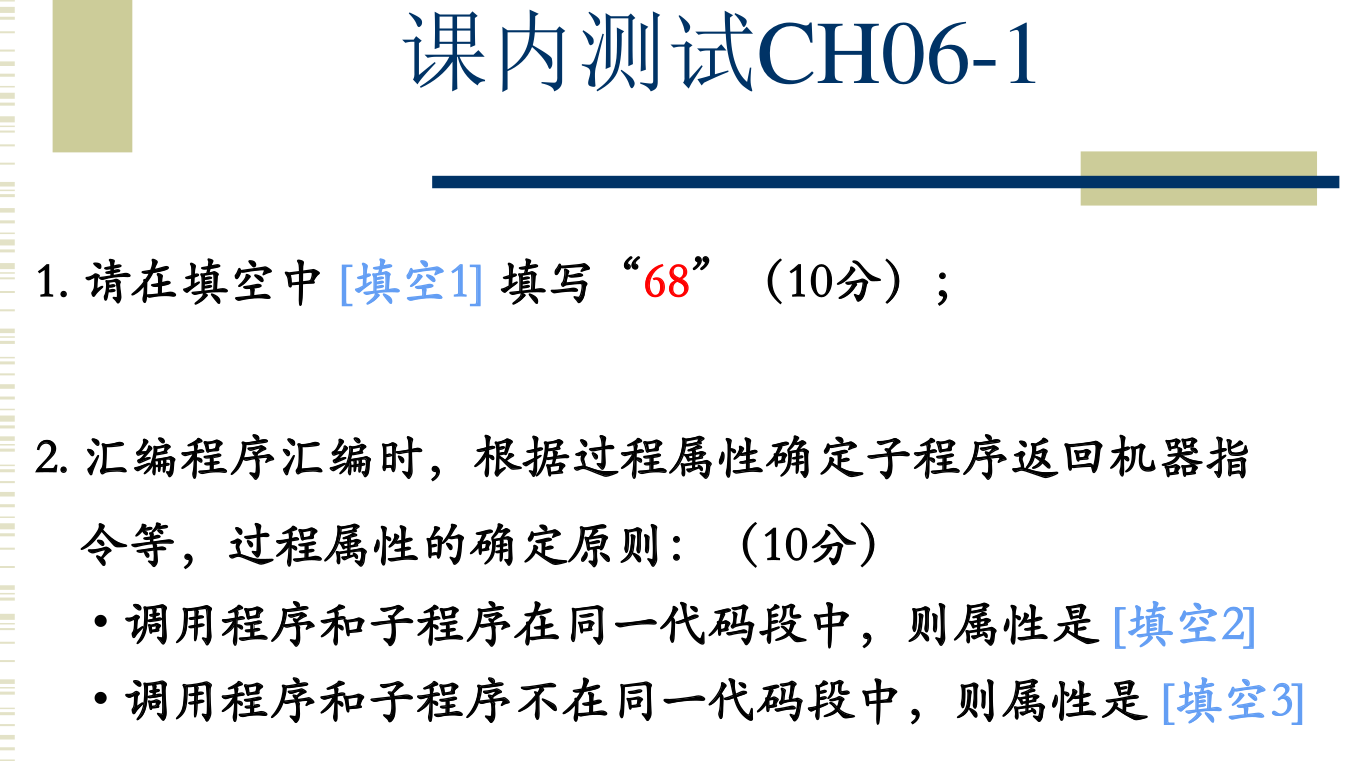 课内测试CH06-1
1. 请在填空中 [填空1] 填写“68”（10分）；
2. 汇编程序汇编时，根据过程属性确定子程序返回机器指
令等，过程属性的确定原则：（10分）
• 调用程序和子程序在同一代码段中，则属性是 [填空2]
• 调用程序和子程序不在同一代码段中，则属性是 [填空3]